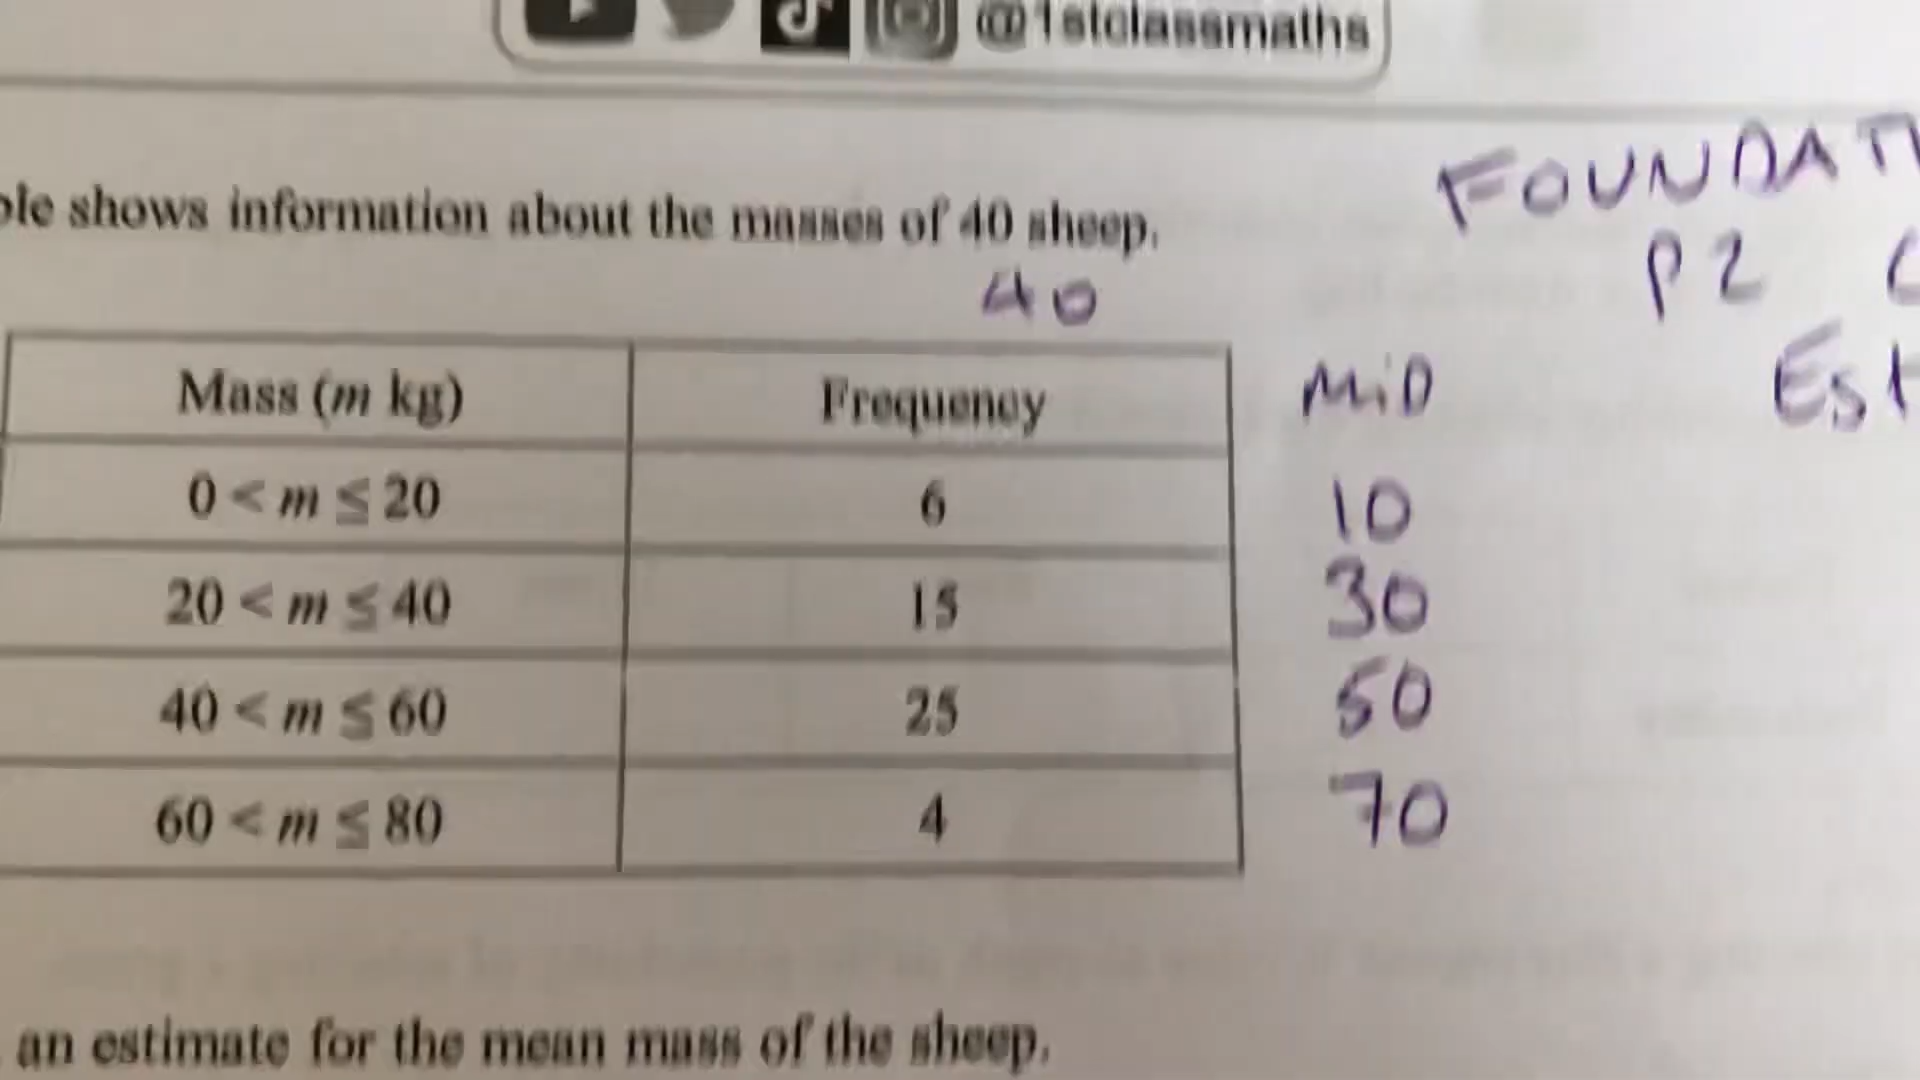 @1stclassmaths
shows information about the masses of 40 sheep.
40
FOUNDAT
P2
Est
Mass (m kg) Frequency MiD
0 < m ≤ 20 6 10
20 < m ≤ 40 15 30
40 < m ≤ 60 25 50
60 < m ≤ 80 4 70
an estimate for the mean mass of the sheep.